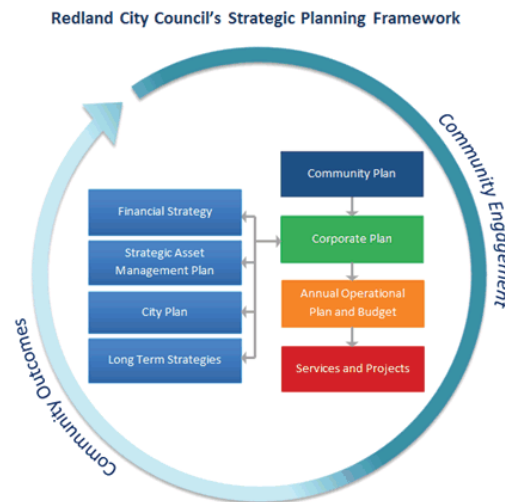 Redland City Council's Strategic Planning Framework
Community Engagement
Community Plan
Financial Strategy
Corporate Plan
Strategic Asset
Management Plan
City Plan
Annual Operational
Plan and Budget
Long Term Strategies
Services and Projects
Community Outcomes